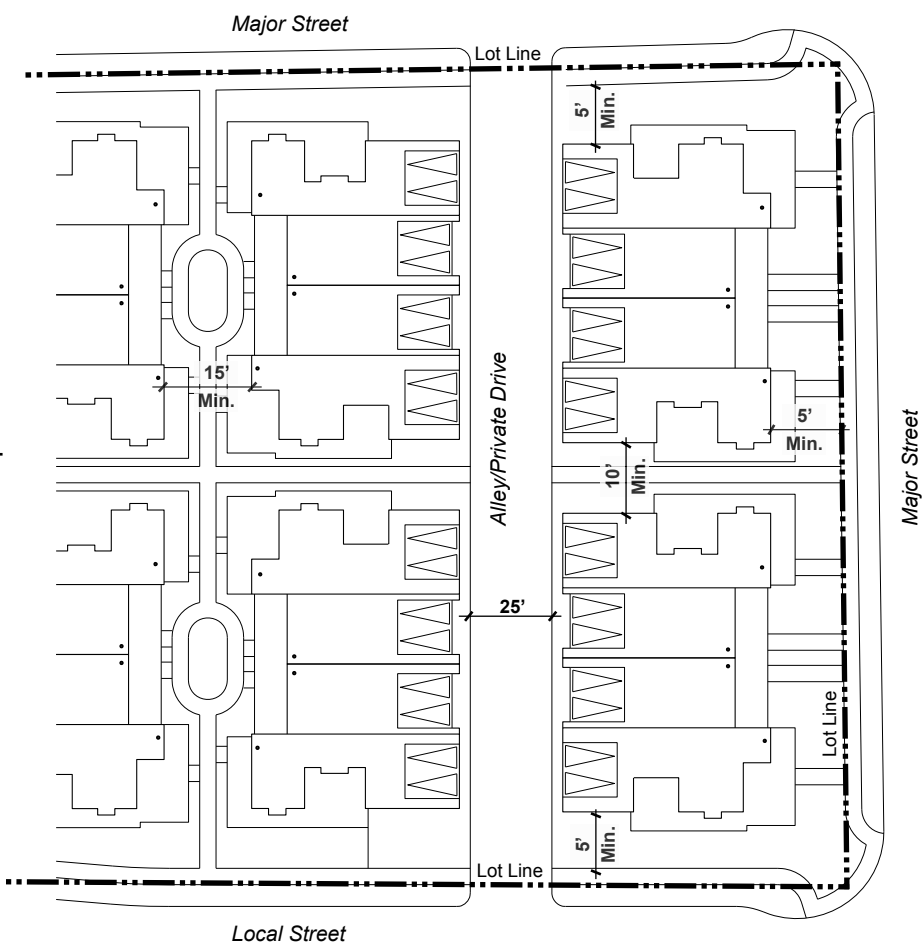 Major Street
Lot Line
5’
Min.
15’
Min.
Alley/Private Drive
5’
Min.
10’
Min.
Major Street
25’
Lot Line
5’
Min.
Lot Line
Local Street